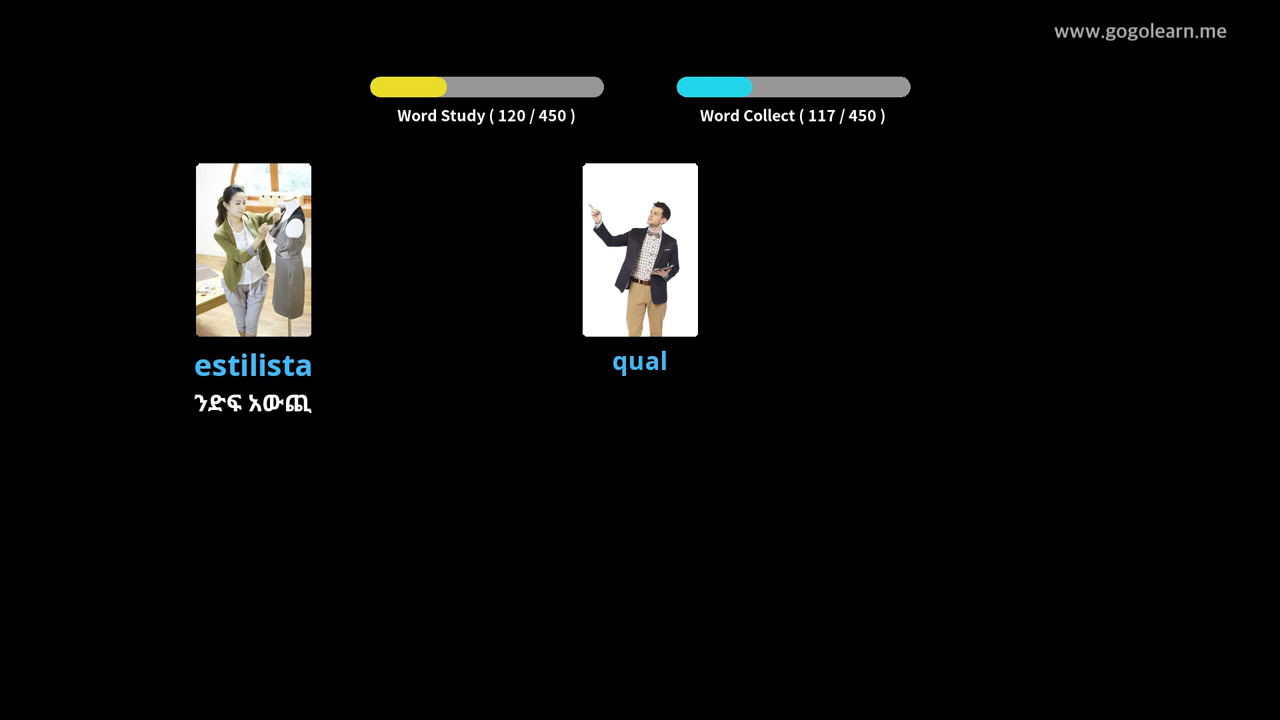 www.gogolearn.me
Word Study ( 120 / 450 )
Word Collect ( 117 / 450 )
estilista
ንድፍ አውጪ
qual